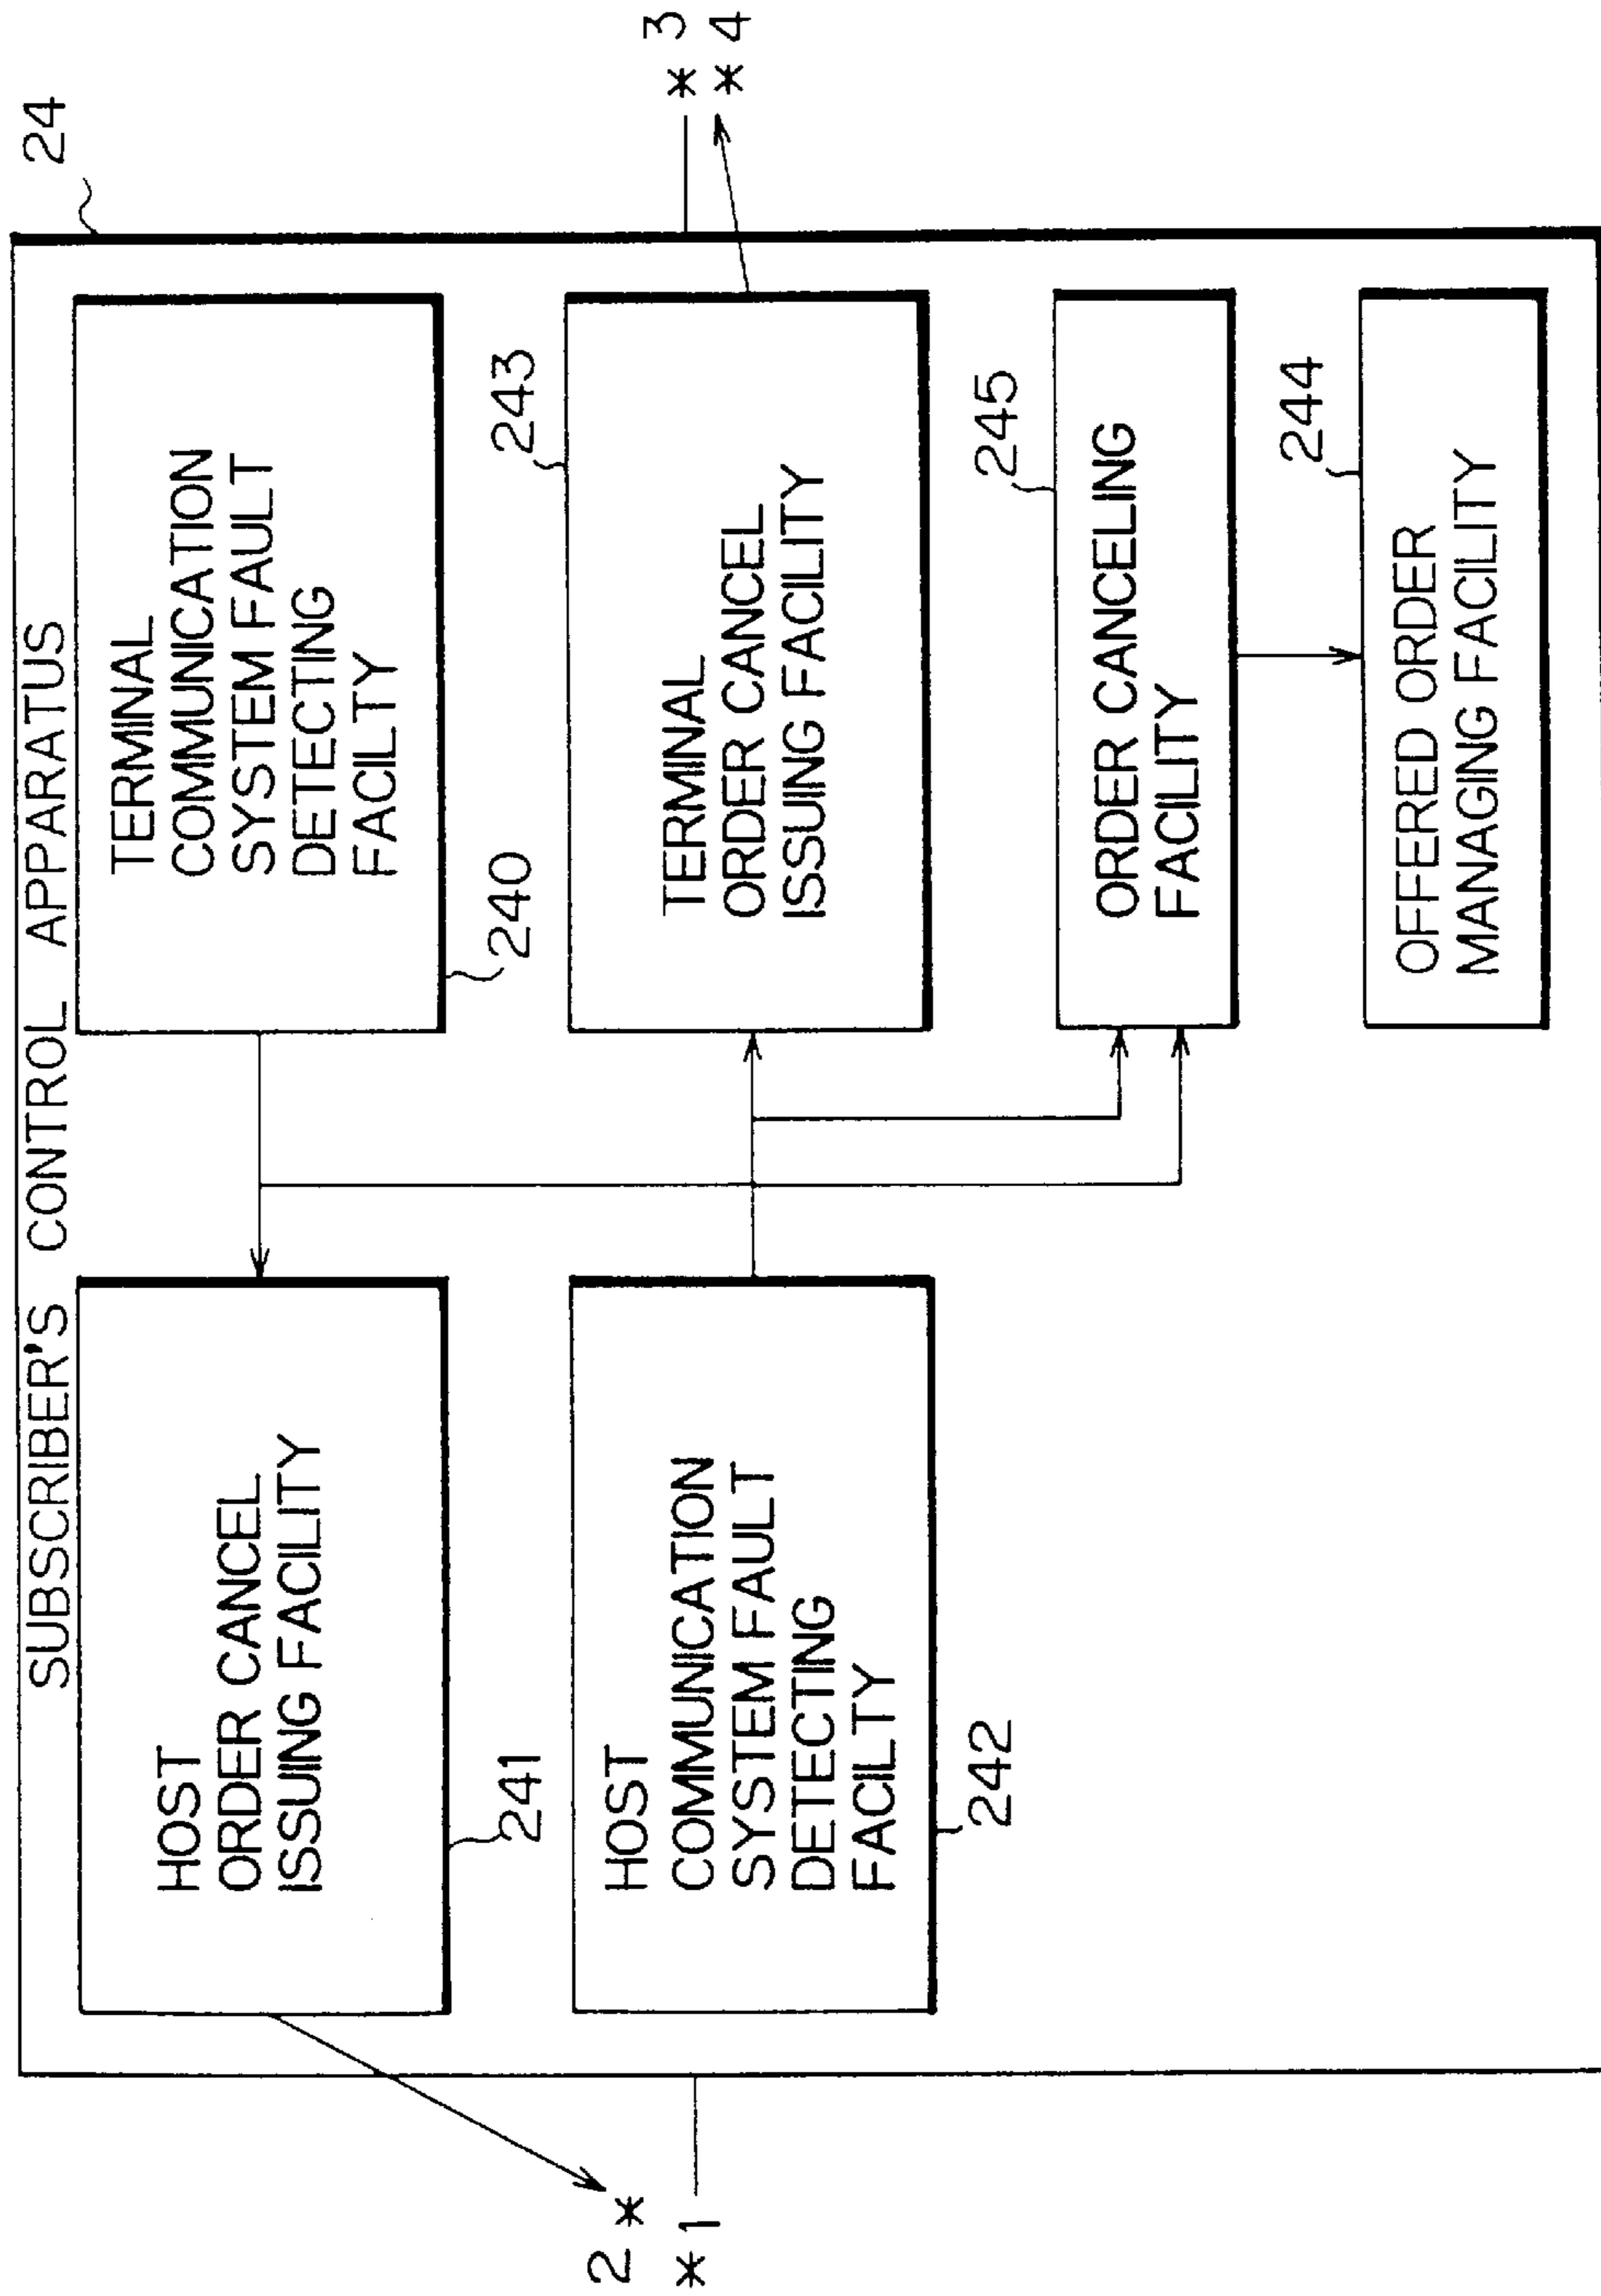 SUBSCRIBER'S CONTROL APPARATUS
24
HOST
ORDER CANCEL
ISSUING FACILITY
241
TERMINAL
COMMUNICATION
SYSTEM FAULT
DETECTING
FACILTY
240
HOST
COMMUNICATION
SYSTEM FAULT
DETECTING
FACILTY
242
TERMINAL
ORDER CANCEL
ISSUING FACILITY
243
ORDER CANCELING
FACILITY
245
OFFERED ORDER
MANAGING FACILITY
244
2 *
* 1
* 3
* 4